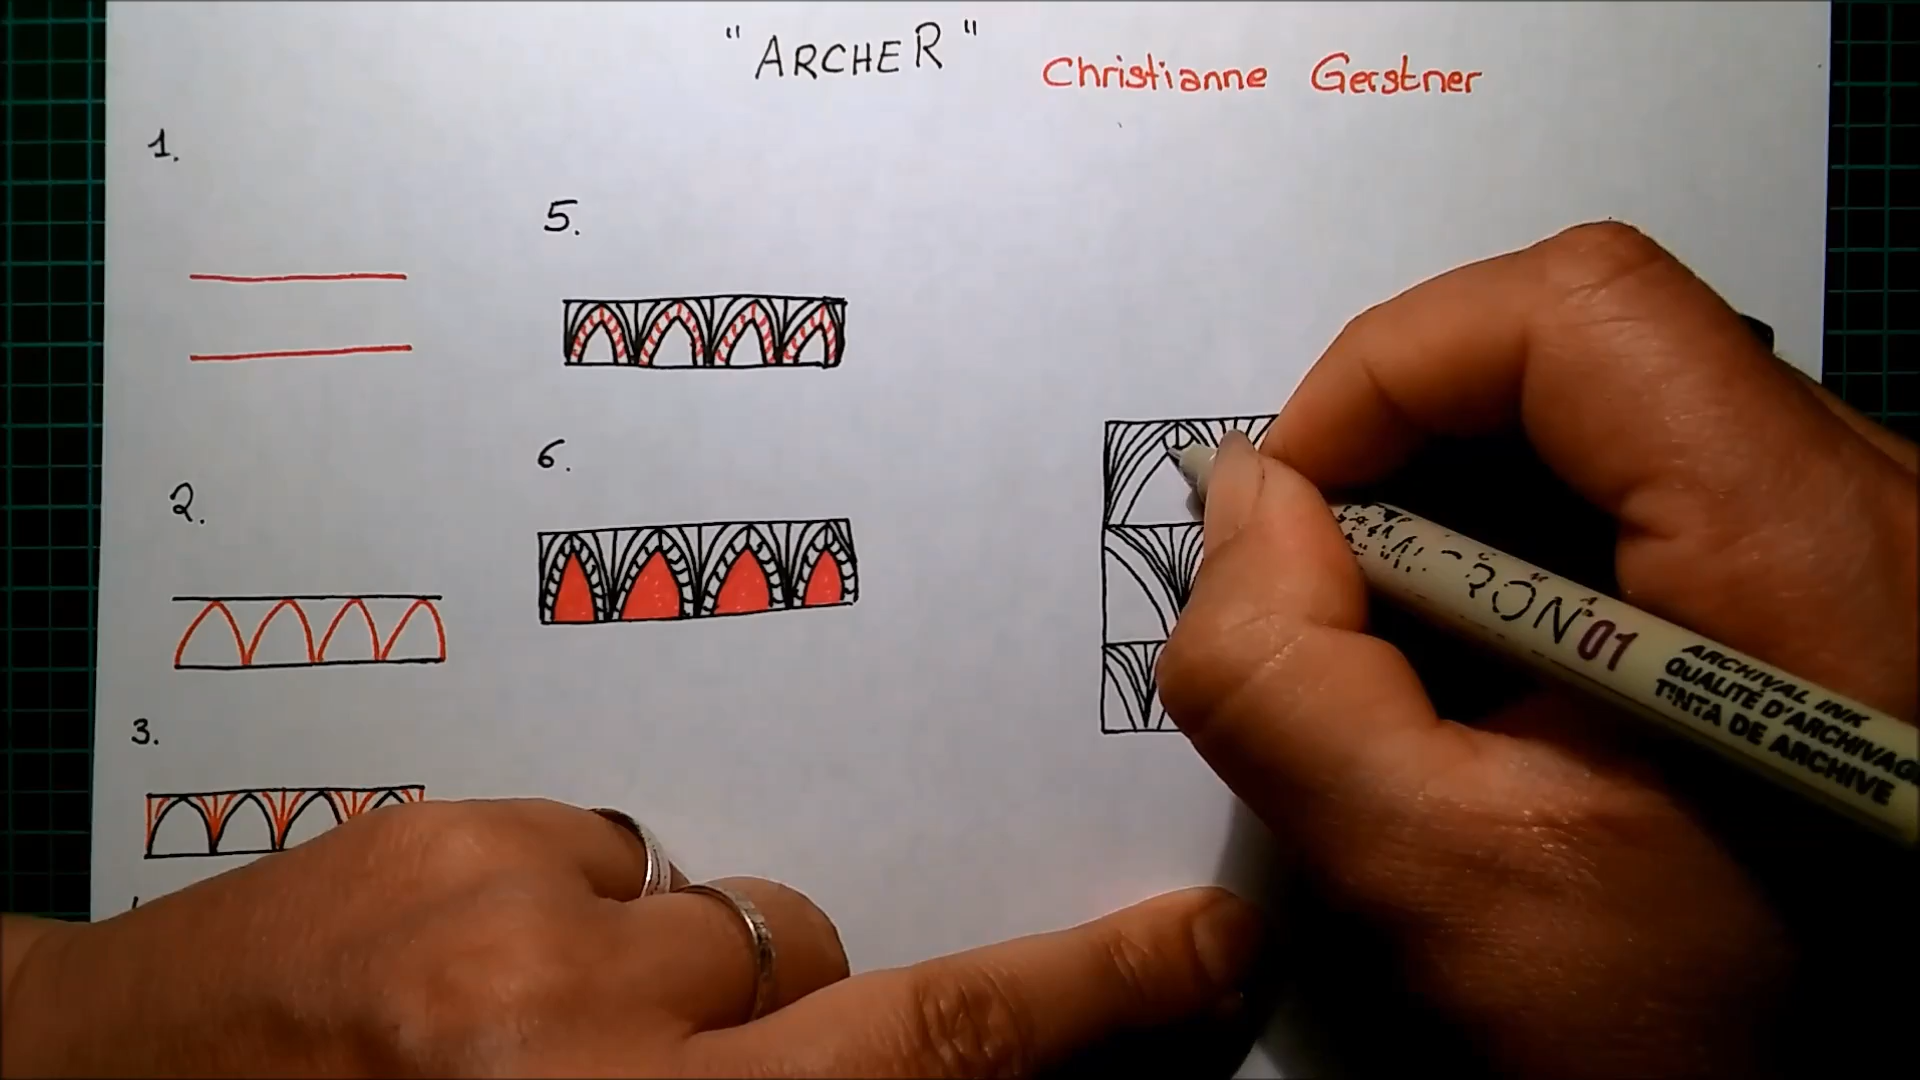 "ARCHER"
Christianne Gerstner
1.
5.
6.
2.
3.
MICRON 01
ARCHIVAL INK
QUALITÉ D'ARCHIVAGE
TINTA DE ARCHIVE